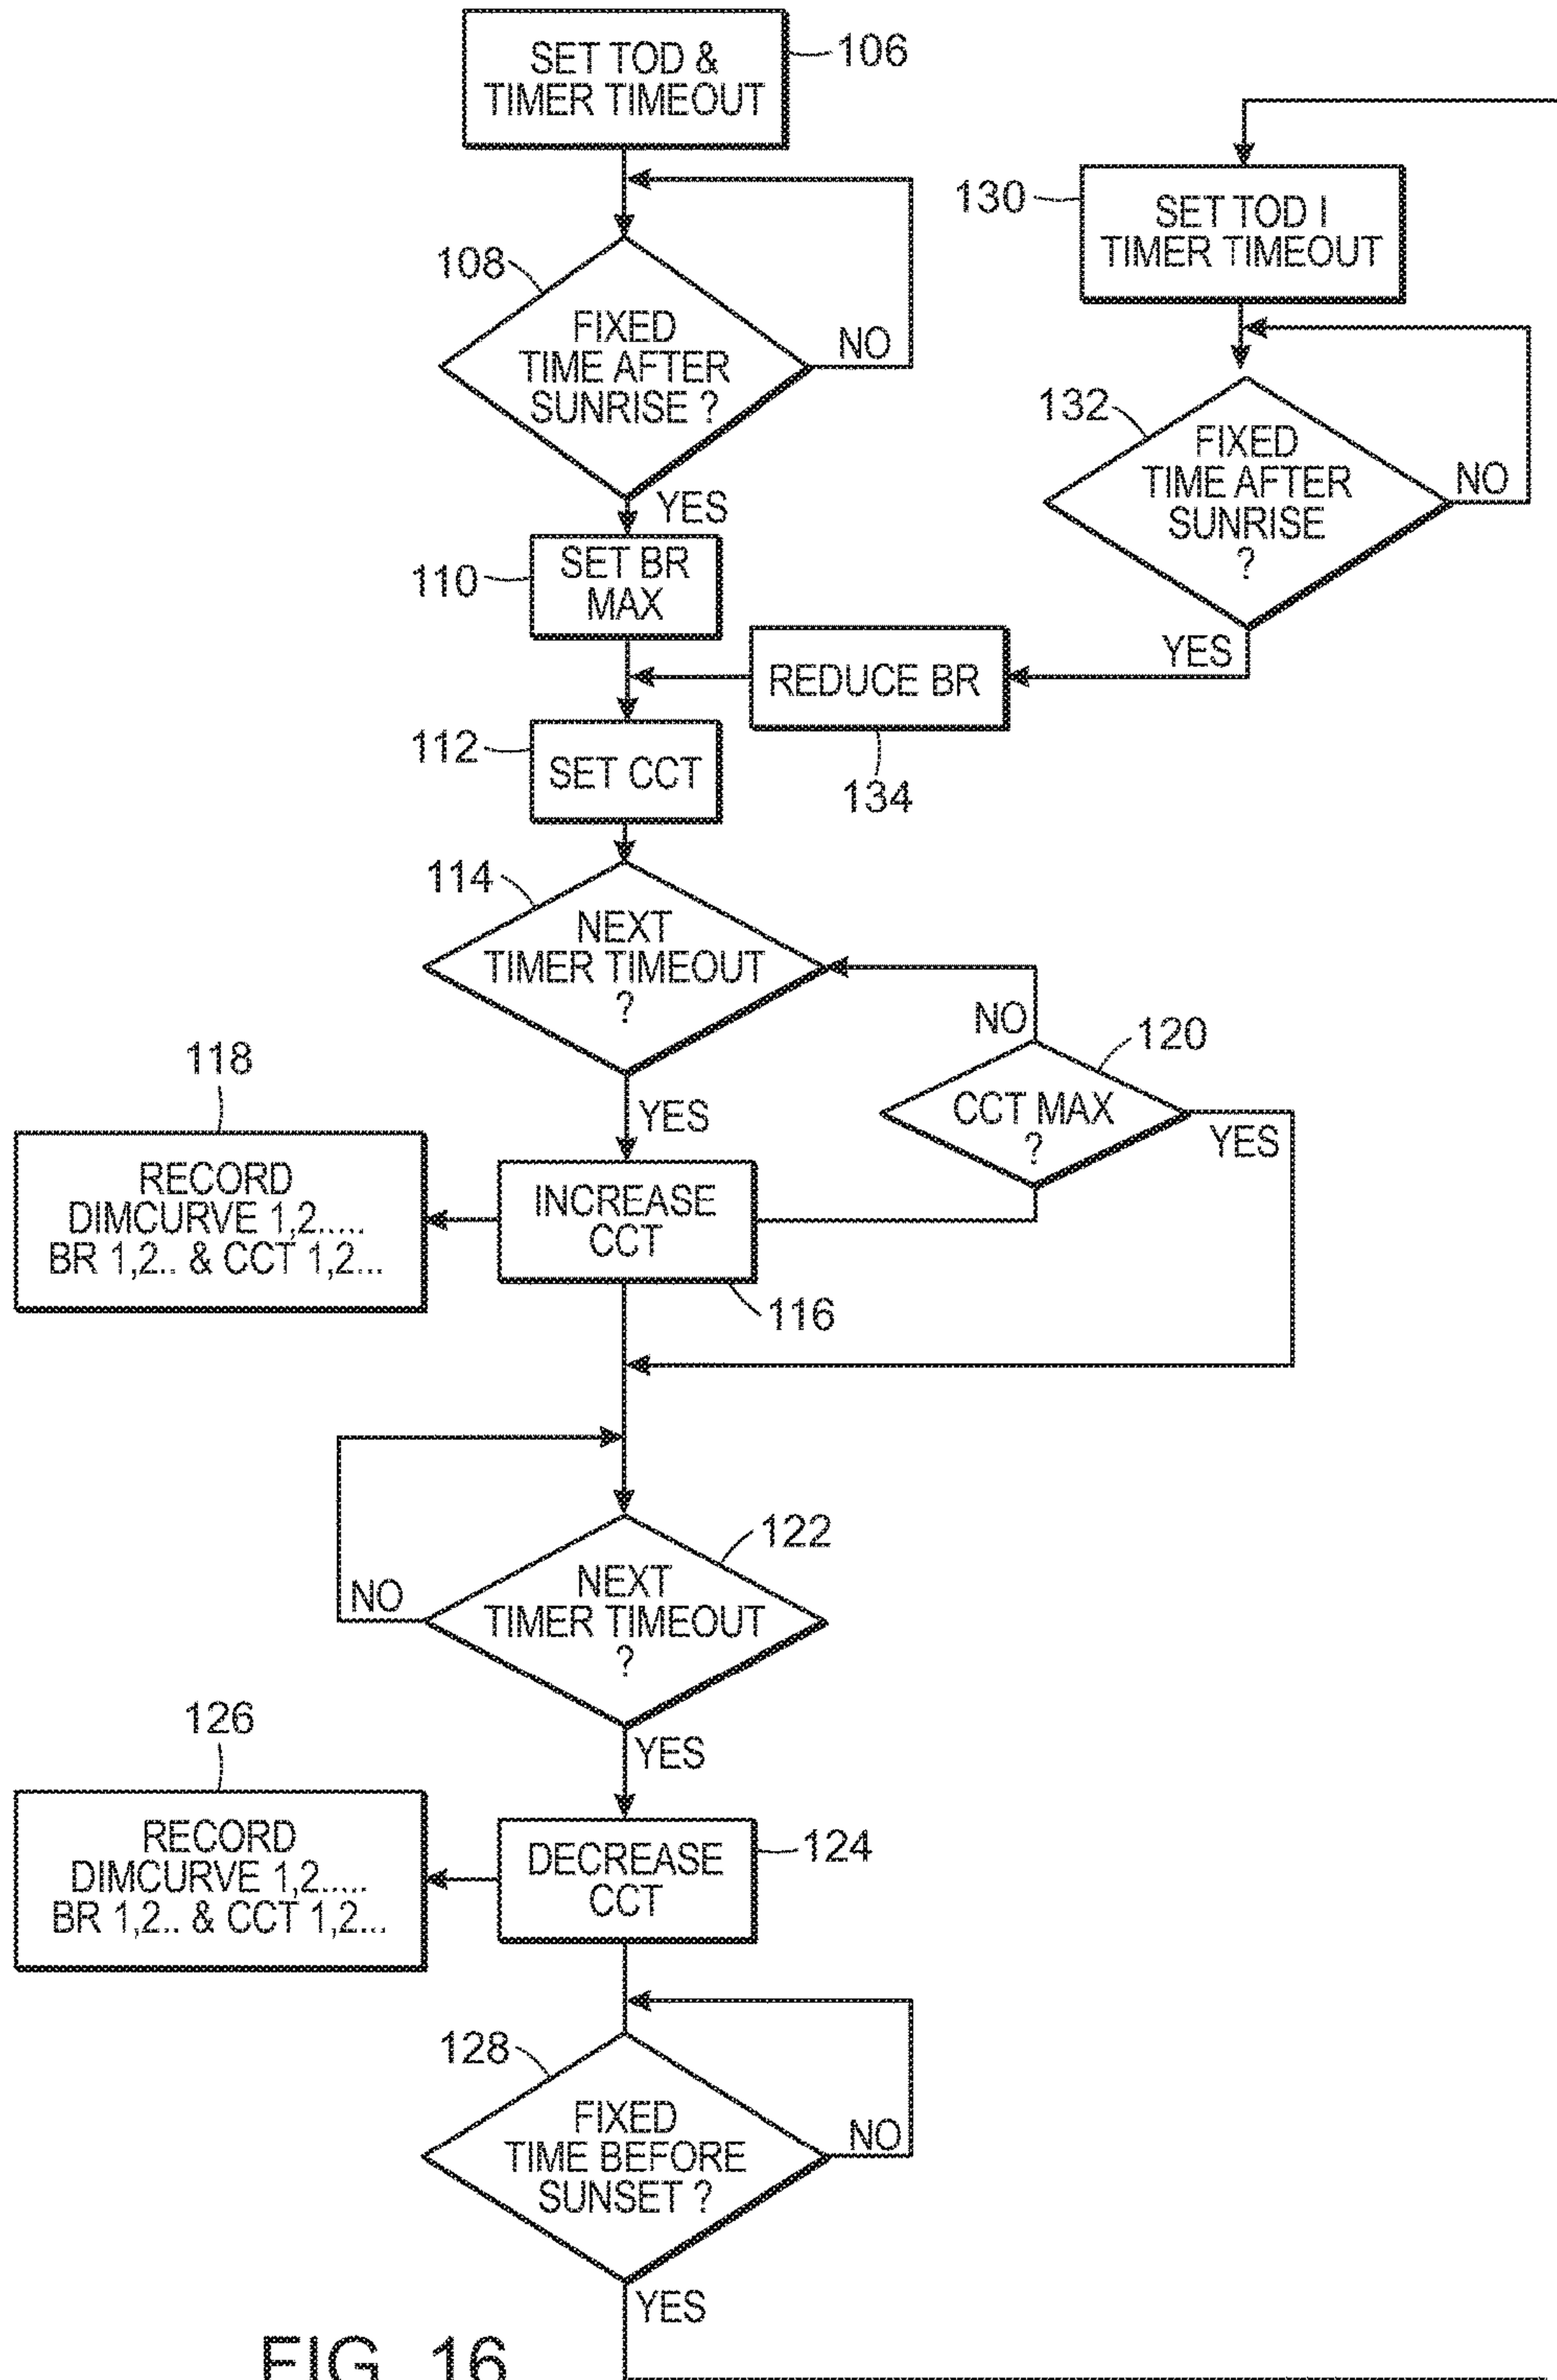 SET TOD &
TIMER TIMEOUT
106
108
FIXED
TIME AFTER
SUNRISE ?
NO
YES
110
SET BR
MAX
130
SET TOD I
TIMER TIMEOUT
132
FIXED
TIME AFTER
SUNRISE
?
NO
YES
REDUCE BR
134
112
SET CCT
114
NEXT
TIMER TIMEOUT
?
YES
NO
120
CCT MAX
?
YES
118
RECORD
DIMCURVE 1,2.....
BR 1,2.. & CCT 1,2...
INCREASE
CCT
116
122
NEXT
TIMER TIMEOUT
?
NO
YES
126
RECORD
DIMCURVE 1,2.....
BR 1,2.. & CCT 1,2...
DECREASE
CCT
124
128
FIXED
TIME BEFORE
SUNSET ?
NO
YES
FIG. 16